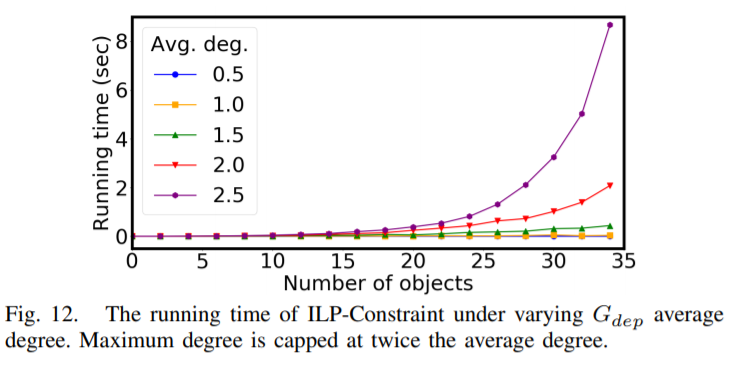 Avg. deg.
0.5
1.0
1.5
2.0
2.5
Running time (sec)
8
6
4
2
0
0 5 10 15 20 25 30 35
Number of objects
Fig. 12. The running time of ILP-Constraint under varying G_dep average
degree. Maximum degree is capped at twice the average degree.